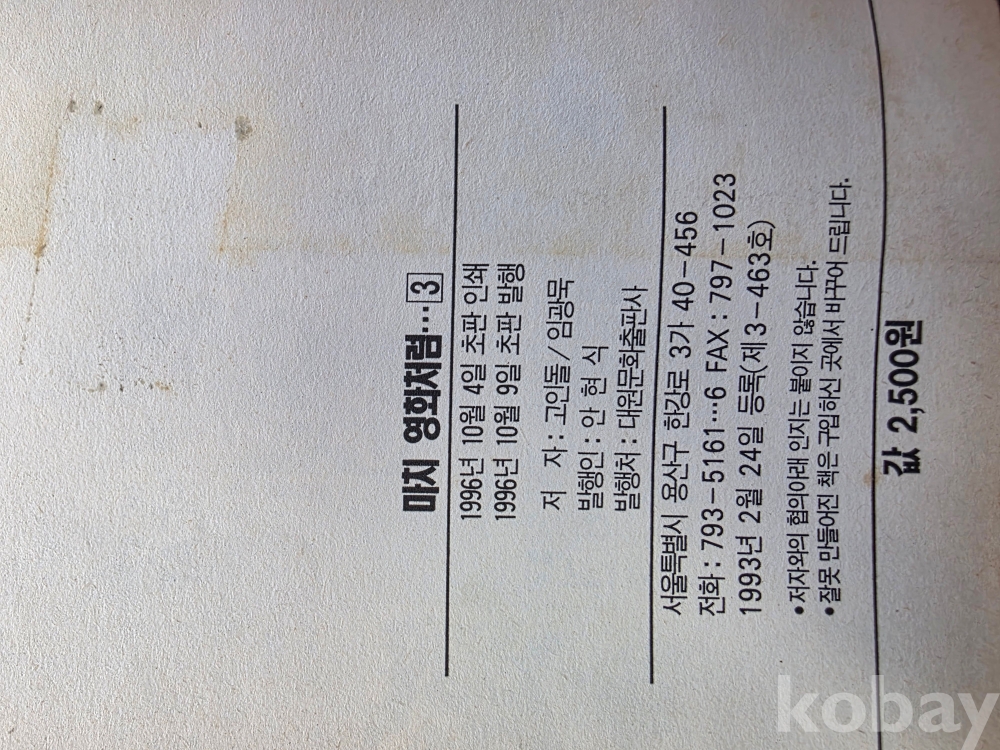 마치 영화처럼… 3
1996년 10월 4일 초판 인쇄
1996년 10월 9일 초판 발행
저 자 : 고인돌 / 임광묵
발행인 : 안 현 식
발행처 : 대원문화출판사
서울특별시 용산구 한강로 3가 40-456
전화 : 793-5161…6 FAX : 797-1023
1993년 2월 24일 등록(제3-463호)
•저자와의 협의아래 인지는 붙이지 않습니다.
•잘못 만들어진 책은 구입하신 곳에서 바꾸어 드립니다.
값 2,500원
kobay